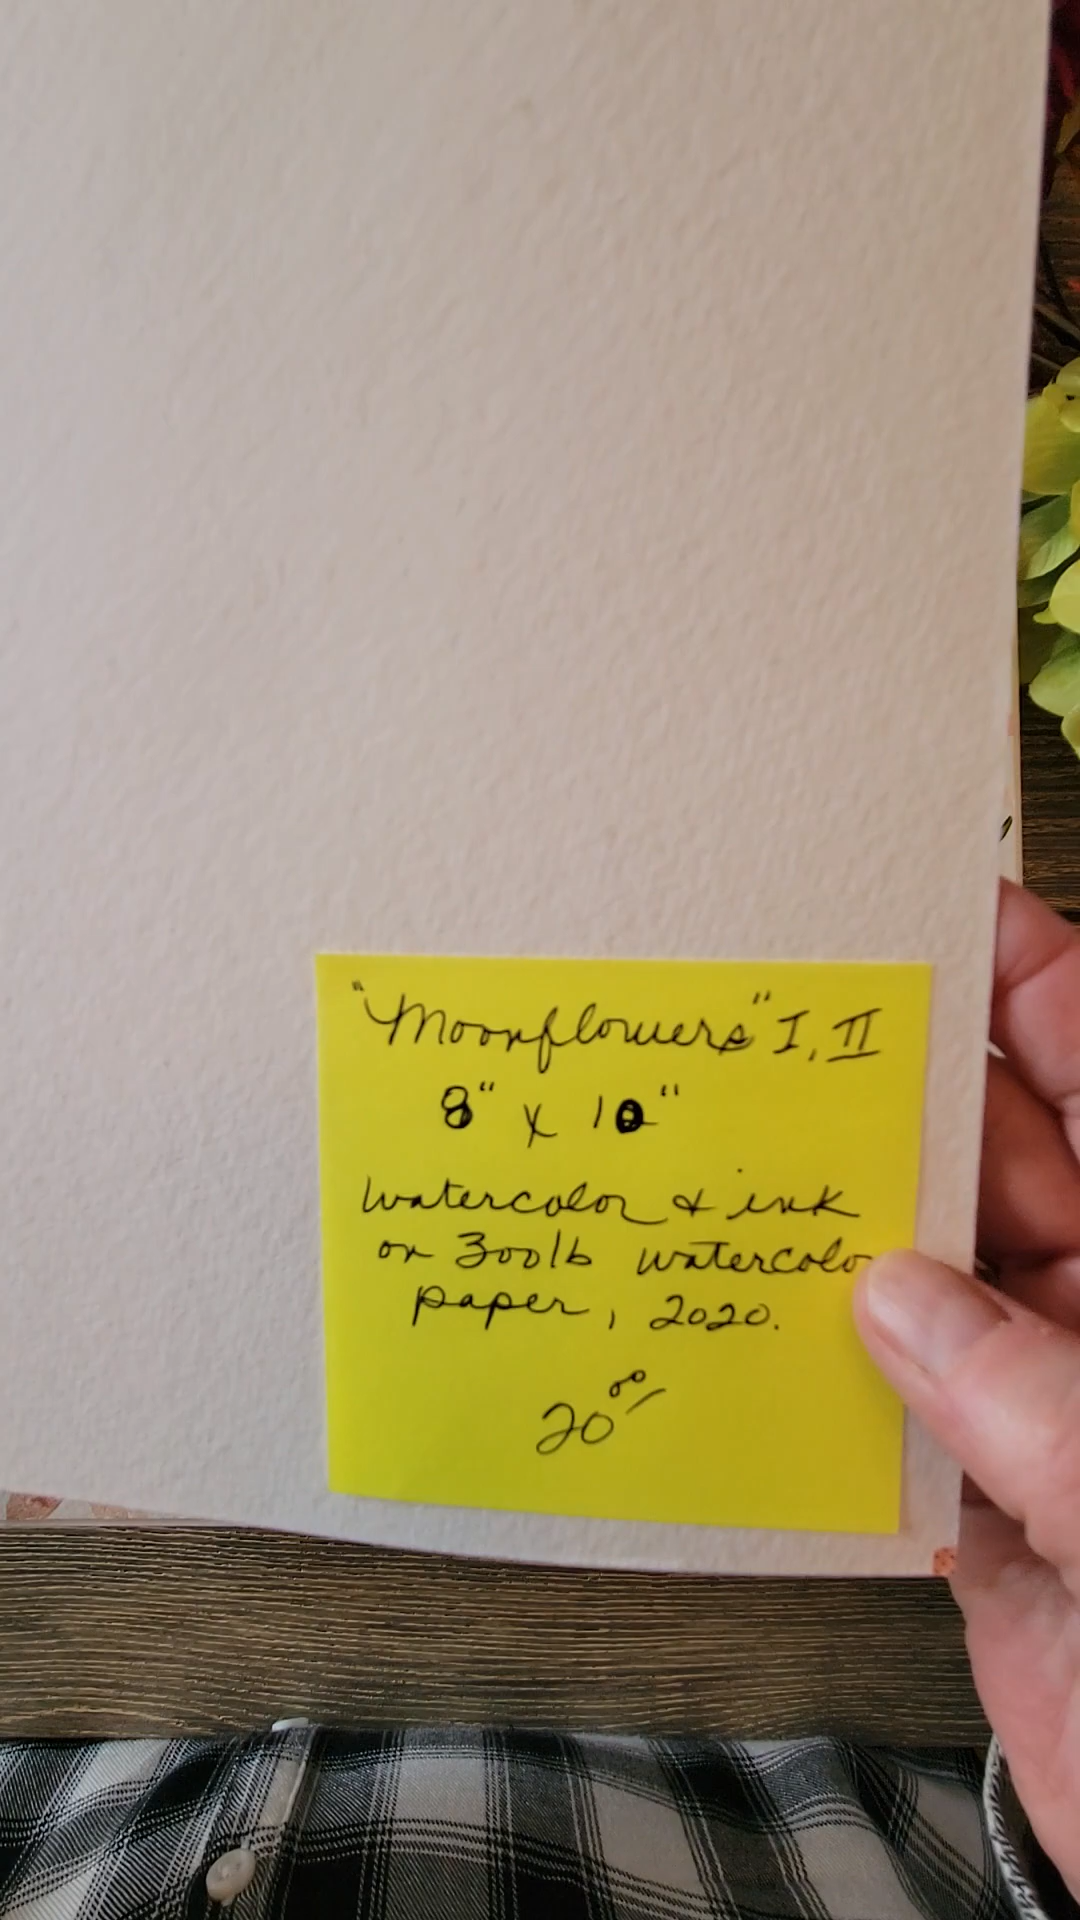 "Moonflowers" I, II
8" x 10"
watercolor & ink
on 300lb watercolor
paper, 2020.
20⁰⁰